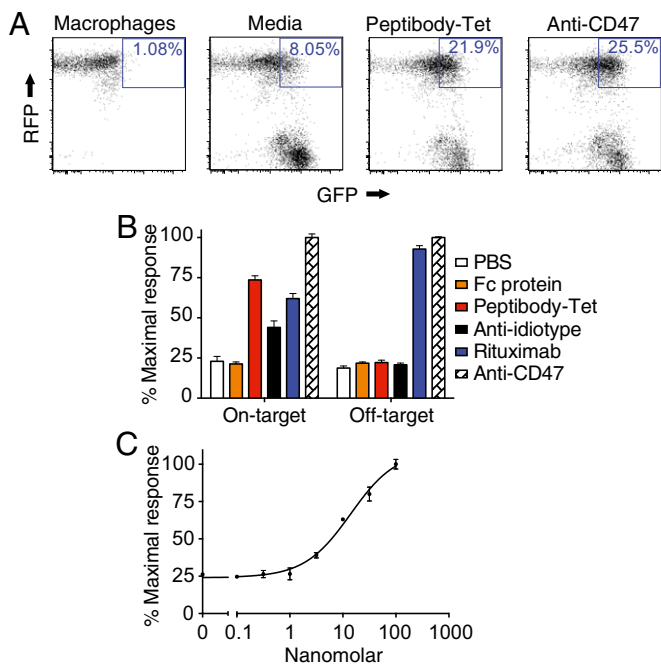 A
Macrophages Media Peptibody-Tet Anti-CD47
1.08% 8.05% 21.9% 25.5%
RFP
GFP
B
% Maximal response
100
75
50
25
0
On-target Off-target
PBS
Fc protein
Peptibody-Tet
Anti-idiotype
Rituximab
Anti-CD47
C
% Maximal response
100
75
50
25
0
0 0.1 1 10 100 1000
Nanomolar